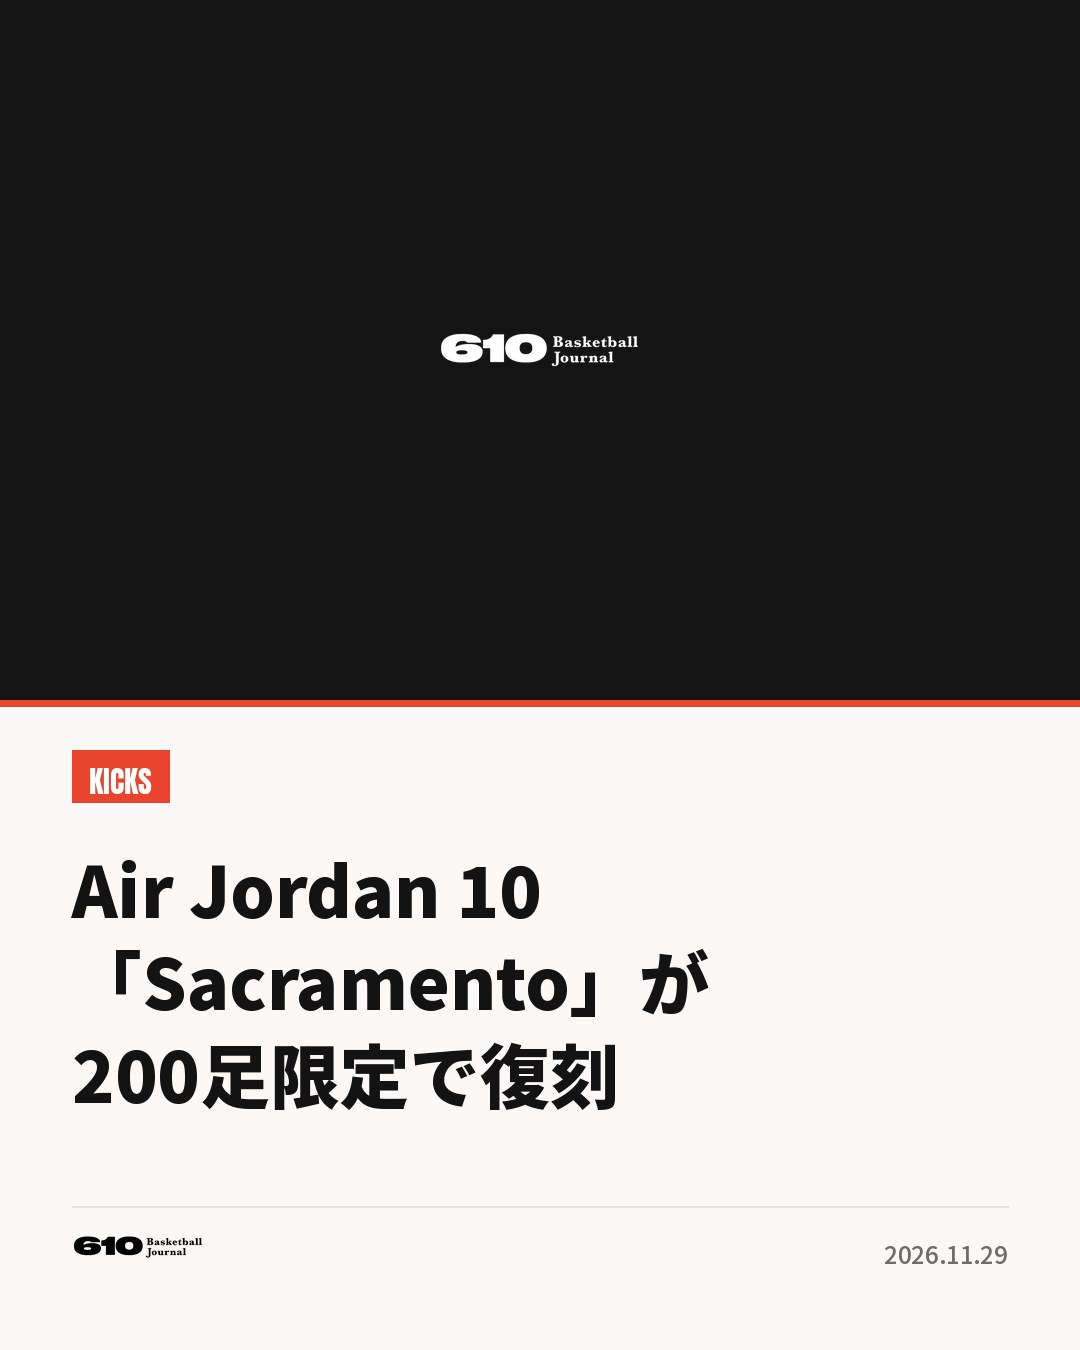 610 Basketball
Journal
KICKS
Air Jordan 10
「Sacramento」が
200足限定で復刻
610 Basketball
Journal
2026.11.29